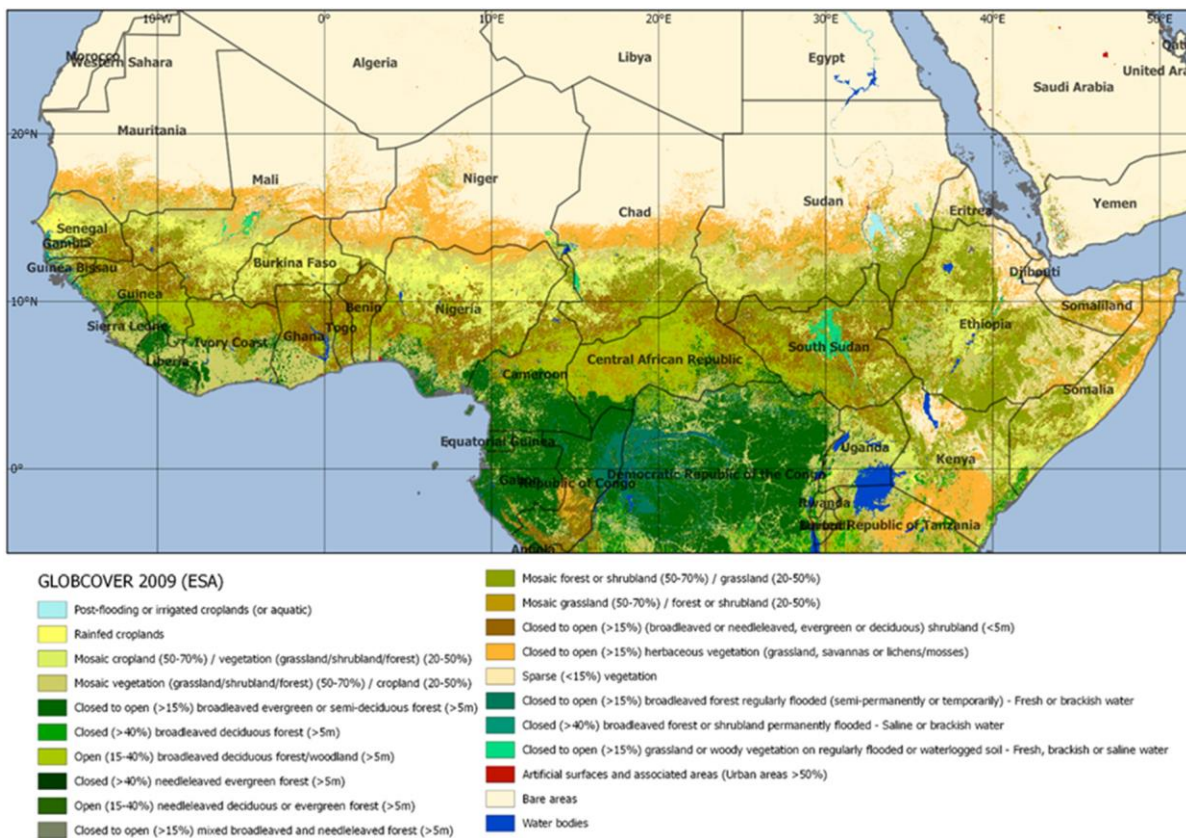 10°W 0° 10°E 20°E 30°E 40°E 50°E
Morocco
Western Sahara
Algeria
Libya
Egypt
Saudi Arabia
United Ara
20°N
Mauritania
Mali
Niger
Chad
Sudan
Eritrea
Yemen
Senegal
Gambia
Guinea Bissau
Burkina Faso
Djibouti
10°N
Guinea
Benin
Nigeria
Somaliland
Sierra Leone
Ivory Coast
Ghana
Togo
Ethiopia
Liberia
Central African Republic
South Sudan
Cameroon
Somalia
Equatorial Guinea
Uganda
Kenya
0°
Gabon
Republic of Congo
Democratic Republic of the Congo
Rwanda
Burundi
Republic of Tanzania
Angola
GLOBCOVER 2009 (ESA)
Post-flooding or irrigated croplands (or aquatic)
Rainfed croplands
Mosaic cropland (50-70%) / vegetation (grassland/shrubland/forest) (20-50%)
Mosaic vegetation (grassland/shrubland/forest) (50-70%) / cropland (20-50%)
Closed to open (>15%) broadleaved evergreen or semi-deciduous forest (>5m)
Closed (>40%) broadleaved deciduous forest (>5m)
Open (15-40%) broadleaved deciduous forest/woodland (>5m)
Closed (>40%) needleleaved evergreen forest (>5m)
Open (15-40%) needleleaved deciduous or evergreen forest (>5m)
Closed to open (>15%) mixed broadleaved and needleleaved forest (>5m)
Mosaic forest or shrubland (50-70%) / grassland (20-50%)
Mosaic grassland (50-70%) / forest or shrubland (20-50%)
Closed to open (>15%) (broadleaved or needleleaved, evergreen or deciduous) shrubland (<5m)
Closed to open (>15%) herbaceous vegetation (grassland, savannas or lichens/mosses)
Sparse (<15%) vegetation
Closed to open (>15%) broadleaved forest regularly flooded (semi-permanently or temporarily) - Fresh or brackish water
Closed (>40%) broadleaved forest or shrubland permanently flooded - Saline or brackish water
Closed to open (>15%) grassland or woody vegetation on regularly flooded or waterlogged soil - Fresh, brackish or saline water
Artificial surfaces and associated areas (Urban areas >50%)
Bare areas
Water bodies